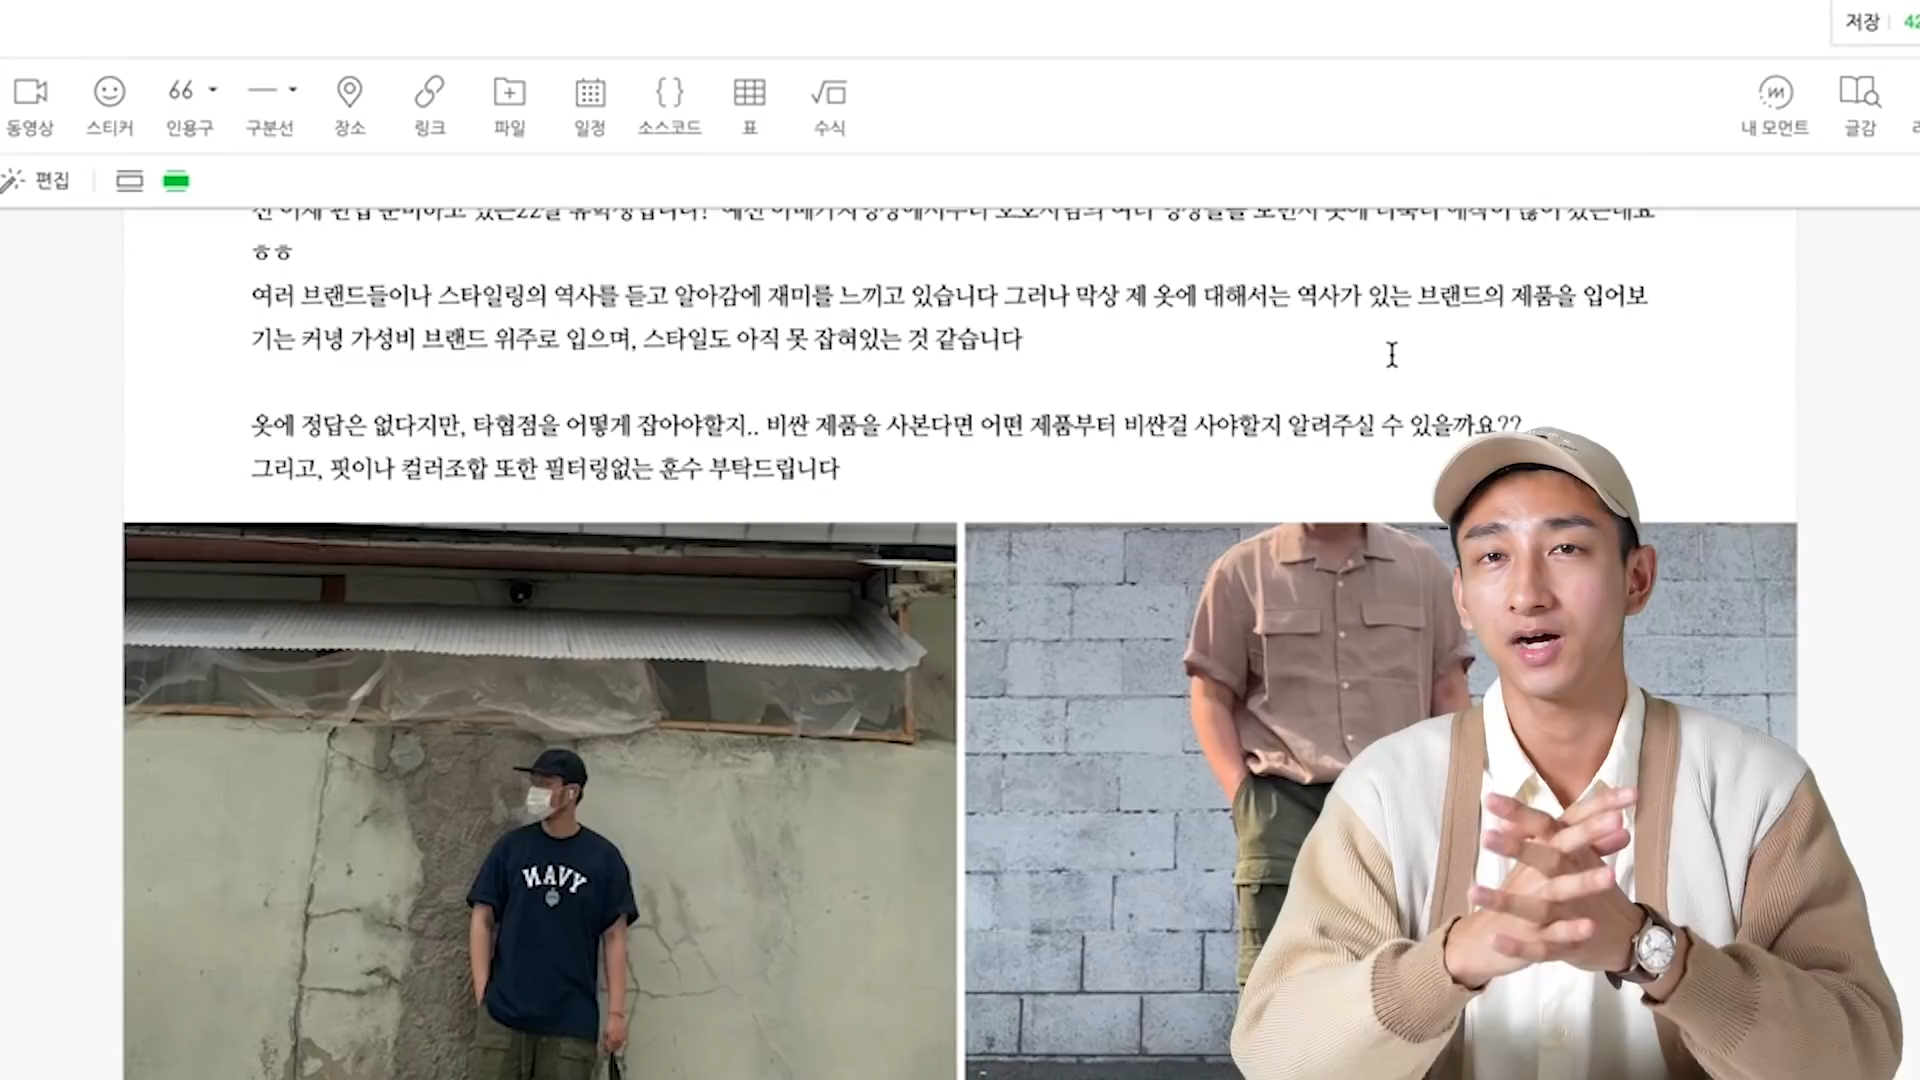 저장 42
동영상 스티커 인용구 구분선 장소 링크 파일 일정 소스코드 표 수식 내 모먼트 글감
편집
ㅎㅎ
여러 브랜드들이나 스타일링의 역사를 듣고 알아감에 재미를 느끼고 있습니다 그러나 막상 제 옷에 대해서는 역사가 있는 브랜드의 제품을 입어보
기는 커녕 가성비 브랜드 위주로 입으며, 스타일도 아직 못 잡혀있는 것 같습니다
옷에 정답은 없다지만, 타협점을 어떻게 잡아야할지.. 비싼 제품을 사본다면 어떤 제품부터 비싼걸 사야할지 알려주실 수 있을까요??
그리고, 핏이나 컬러조합 또한 필터링없는 훈수 부탁드립니다
NAVY